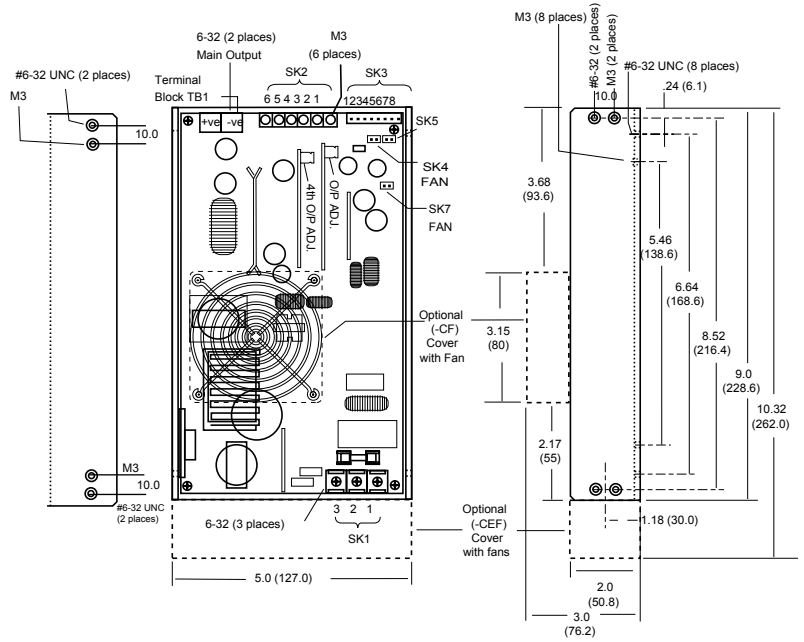 6-32 (2 places)
Main Output
M3
(6 places)
SK2
SK3
6 5 4 3 2 1
12345678
Terminal
Block TB1
+ve
-ve
#6-32 UNC (2 places)
M3
10.0
SK5
SK4
FAN
SK7
FAN
4th O/P ADJ.
O/P ADJ.
Optional
(-CF)
Cover
with Fan
M3
10.0
#6-32 UNC
(2 places)
6-32 (3 places)
3 2 1
SK1
Optional
(-CEF)
Cover
with fans
5.0 (127.0)
M3 (8 places)
#6-32 (2 places)
M3 (2 places)
#6-32 UNC (8 places)
10.0
.24 (6.1)
3.68
(93.6)
3.15
(80)
2.17
(55)
5.46
(138.6)
6.64
(168.6)
8.52
(216.4)
9.0
(228.6)
10.32
(262.0)
1.18 (30.0)
2.0
(50.8)
3.0
(76.2)